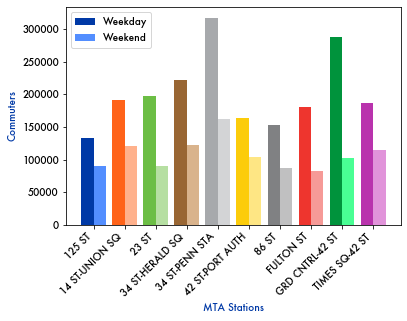 Weekday
Weekend
300000
250000
200000
150000
100000
50000
0
Commuters
125 ST
14 ST-UNION SQ
23 ST
34 ST-HERALD SQ
34 ST-PENN STA
42 ST-PORT AUTH
86 ST
FULTON ST
GRD CNTRL-42 ST
TIMES SQ-42 ST
MTA Stations